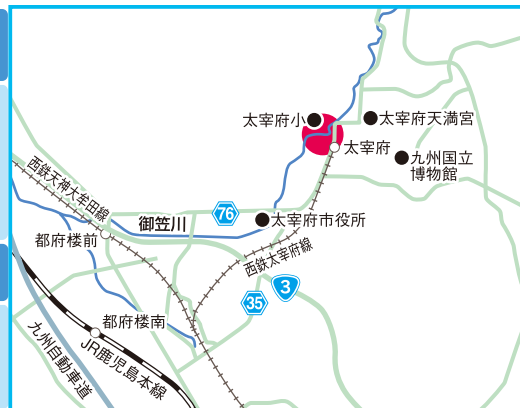 太宰府小
太宰府天満宮
太宰府
九州国立
博物館
西鉄天神大牟田線
76
御笠川
太宰府市役所
都府楼前
西鉄太宰府線
3
35
都府楼南
JR鹿児島本線
九州自動車道